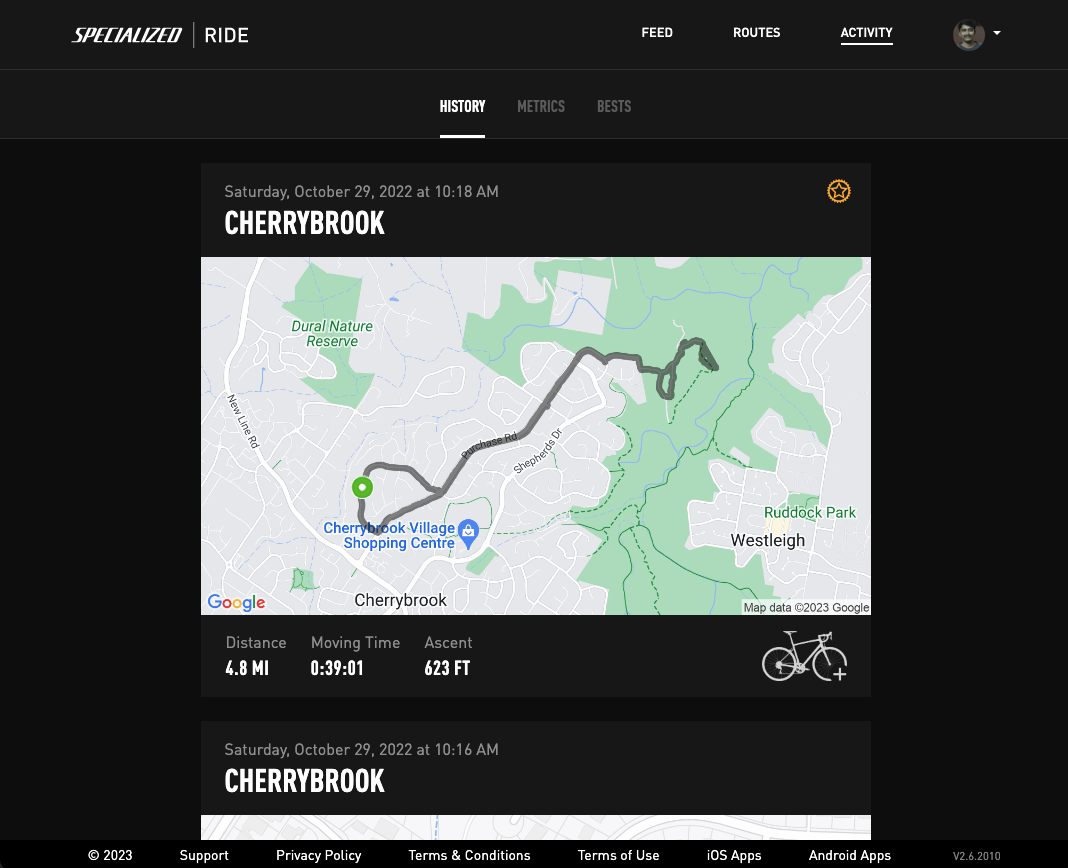 SPECIALIZED RIDE
FEED
ROUTES
ACTIVITY
HISTORY
METRICS
BESTS
Saturday, October 29, 2022 at 10:18 AM
CHERRYBROOK
Dural Nature
Reserve
New Line Rd
Purchase Rd
Shepherds Dr
Cherrybrook Village
Shopping Centre
Ruddock Park
Westleigh
Cherrybrook
Google
Map data ©2023 Google
Distance
4.8 MI
Moving Time
0:39:01
Ascent
623 FT
Saturday, October 29, 2022 at 10:16 AM
CHERRYBROOK
© 2023
Support
Privacy Policy
Terms & Conditions
Terms of Use
iOS Apps
Android Apps
V2.6.2010